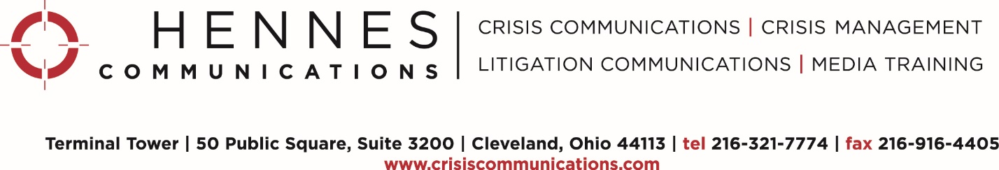 HENNES
COMMUNICATIONS
CRISIS COMMUNICATIONS | CRISIS MANAGEMENT
LITIGATION COMMUNICATIONS | MEDIA TRAINING
Terminal Tower | 50 Public Square, Suite 3200 | Cleveland, Ohio 44113 | tel 216-321-7774 | fax 216-916-4405
www.crisiscommunications.com